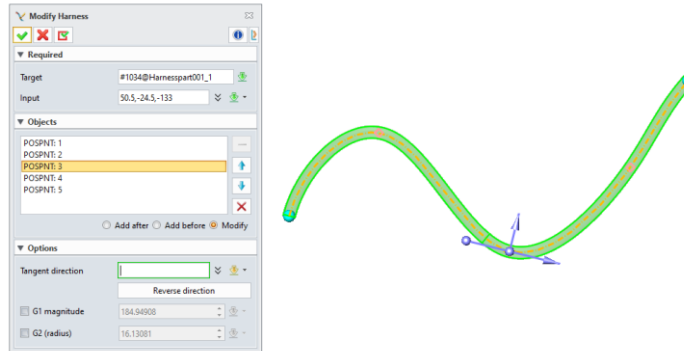 Modify Harness
▼ Required
Target #1034@Harnesspart001_1
Input 50.5,-24.5,-133
▼ Objects
POSPNT: 1
POSPNT: 2
POSPNT: 3
POSPNT: 4
POSPNT: 5
Add after Add before Modify
▼ Options
Tangent direction
Reverse direction
G1 magnitude 184.94908
G2 (radius) 16.13081